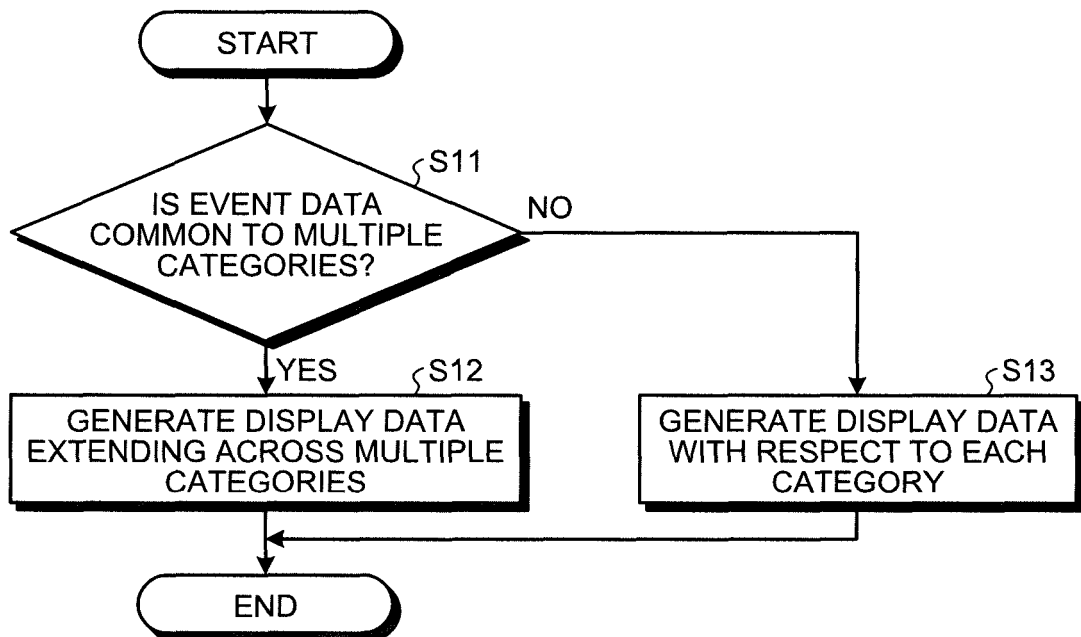 START
S11
IS EVENT DATA
COMMON TO MULTIPLE
CATEGORIES?
NO
YES
S12
GENERATE DISPLAY DATA
EXTENDING ACROSS MULTIPLE
CATEGORIES
S13
GENERATE DISPLAY DATA
WITH RESPECT TO EACH
CATEGORY
END